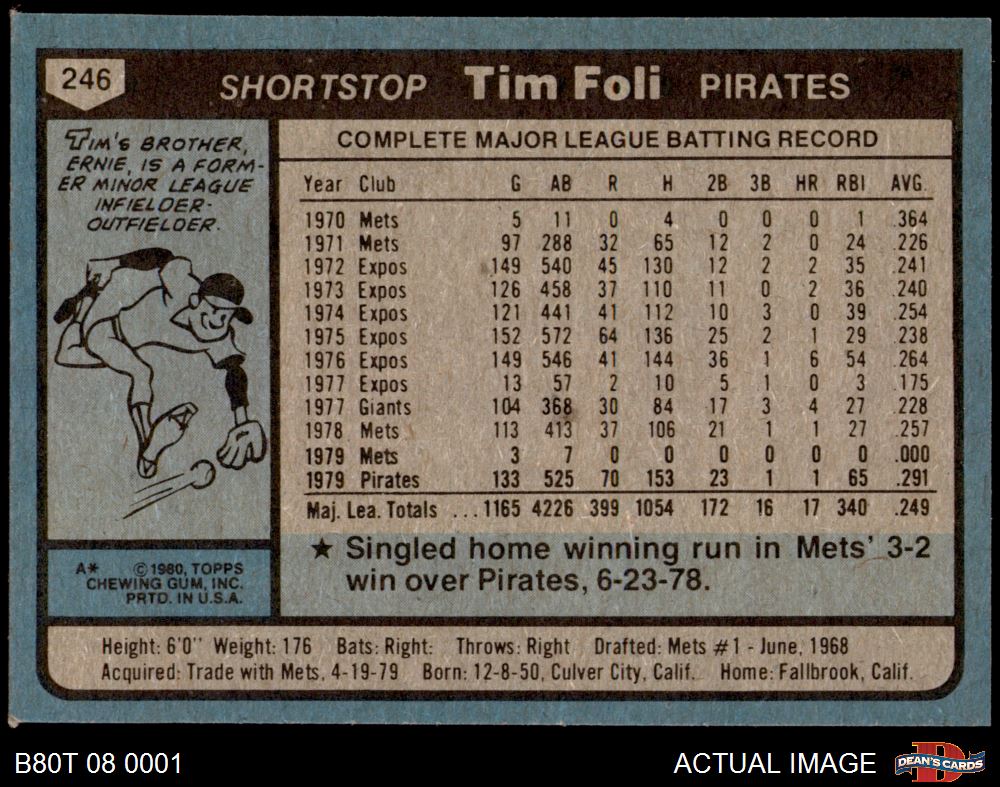 246
SHORTSTOP Tim Foli PIRATES
TIM'S BROTHER,
ERNIE, IS A FORM-
ER MINOR LEAGUE
INFIELDER-
OUTFIELDER.
COMPLETE MAJOR LEAGUE BATTING RECORD
Year Club G AB R H 2B 3B HR RBI AVG.
1970 Mets 5 11 0 4 0 0 0 1 .364
1971 Mets 97 288 32 65 12 2 0 24 .226
1972 Expos 149 540 45 130 12 2 2 35 .241
1973 Expos 126 458 37 110 11 0 2 36 .240
1974 Expos 121 441 41 112 10 3 0 39 .254
1975 Expos 152 572 64 136 25 2 1 29 .238
1976 Expos 149 546 41 144 36 1 6 54 .264
1977 Expos 13 57 2 10 5 1 0 3 .175
1977 Giants 104 368 30 84 17 3 4 27 .228
1978 Mets 113 413 37 106 21 1 1 27 .257
1979 Mets 3 7 0 0 0 0 0 0 .000
1979 Pirates 133 525 70 153 23 1 1 65 .291
Maj. Lea. Totals ... 1165 4226 399 1054 172 16 17 340 .249
★ Singled home winning run in Mets' 3-2
win over Pirates, 6-23-78.
A* ©1980, TOPPS
CHEWING GUM, INC.
PRTD. IN U.S.A.
Height: 6'0" Weight: 176 Bats: Right: Throws: Right Drafted: Mets #1 - June, 1968
Acquired: Trade with Mets, 4-19-79 Born: 12-8-50, Culver City, Calif. Home: Fallbrook, Calif.
B80T 08 0001
ACTUAL IMAGE
D
DEAN'S CARDS